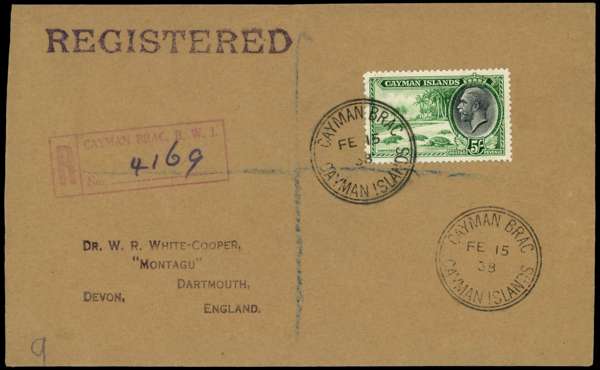 REGISTERED
CAYMAN ISLANDS
5/-
CAYMAN BRAC
FE 15
38
CAYMAN ISLANDS
R
CAYMAN BRAC, B. W. I.
No. 4169
CAYMAN BRAC
FE 15
38
CAYMAN ISLANDS
DR. W. R. WHITE-COOPER,
"MONTAGU"
DARTMOUTH,
DEVON,
ENGLAND.
9